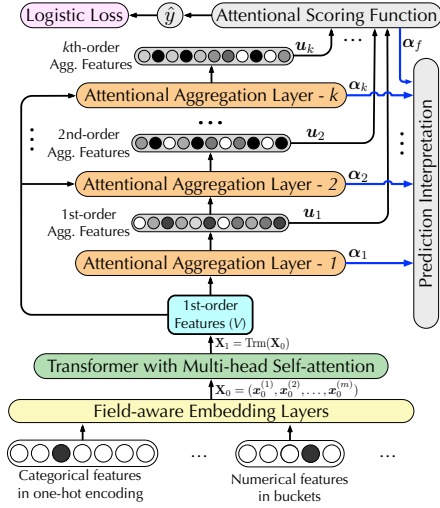 Logistic Loss
ŷ
Attentional Scoring Function
kth-order
Agg. Features
u_k
...
α_f
Attentional Aggregation Layer - k
α_k
...
2nd-order
Agg. Features
u_2
...
Attentional Aggregation Layer - 2
α_2
Prediction Interpretation
1st-order
Agg. Features
u_1
Attentional Aggregation Layer - 1
α_1
1st-order
Features (V)
X_1 = Trm(X_0)
Transformer with Multi-head Self-attention
X_0 = (x_0^(1), x_0^(2), . . . , x_0^(m))
Field-aware Embedding Layers
...
...
Categorical features
in one-hot encoding
Numerical features
in buckets